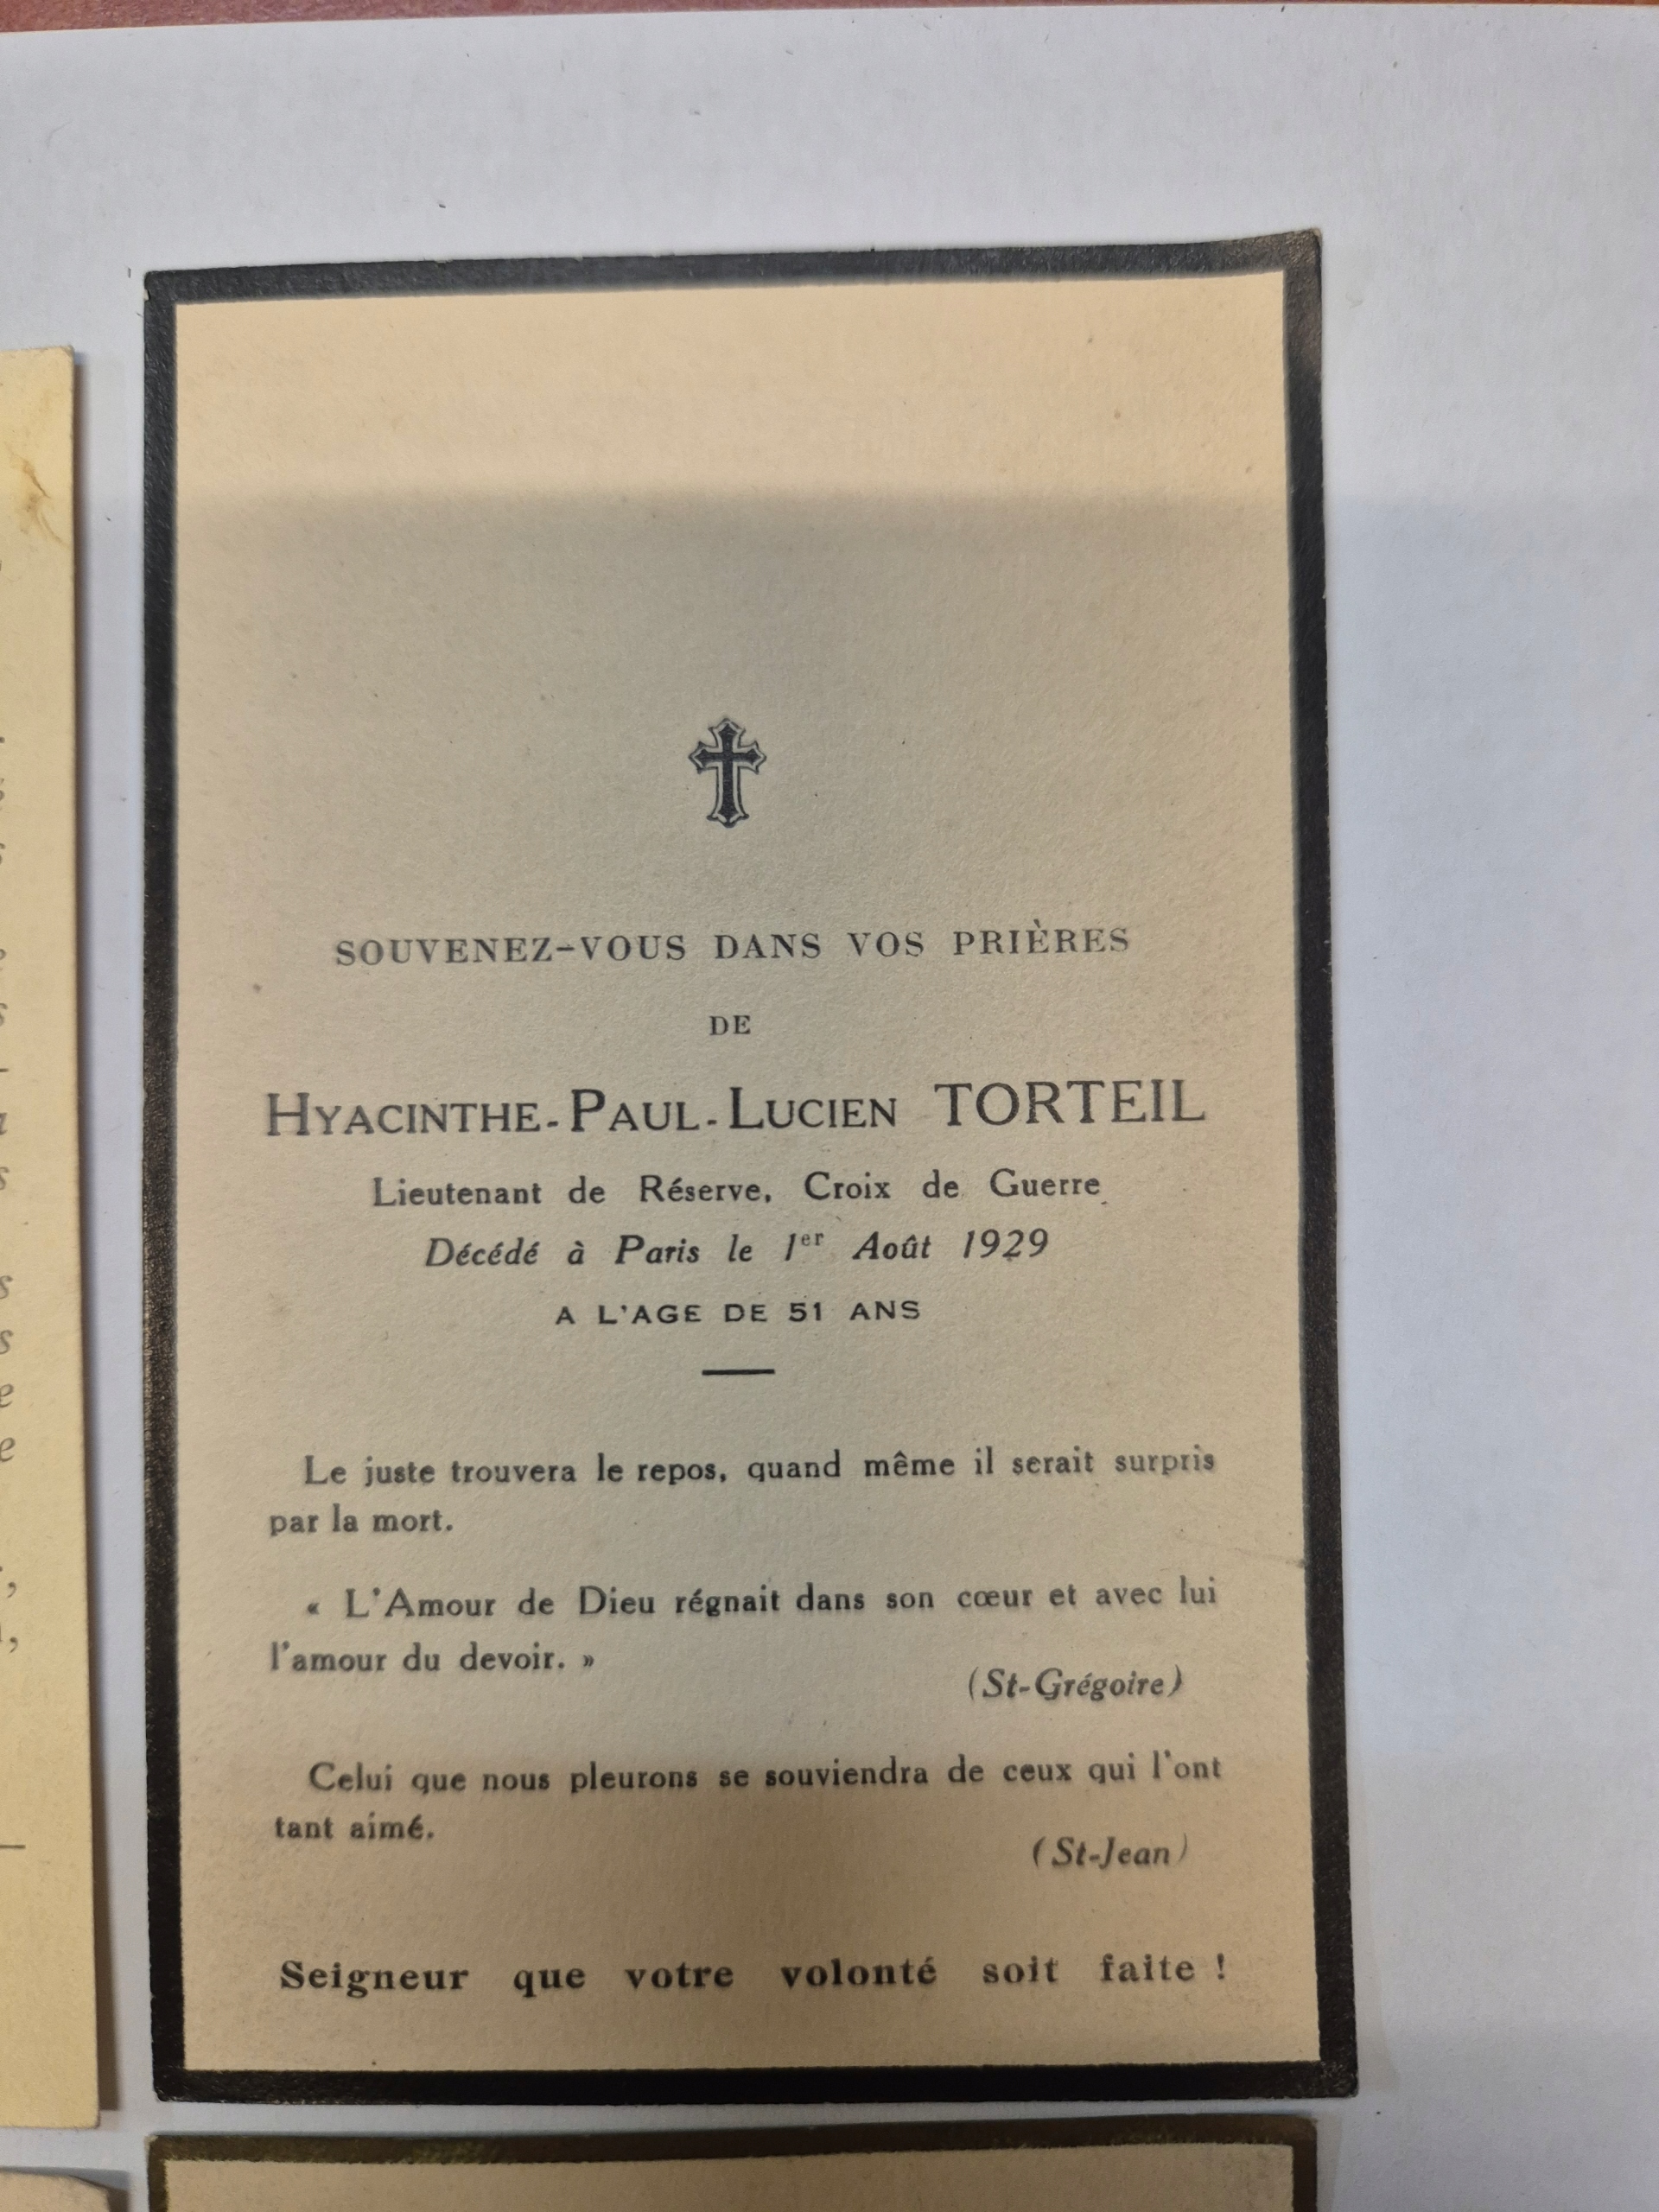 SOUVENEZ-VOUS DANS VOS PRIÈRES
DE
HYACINTHE-PAUL-LUCIEN TORTEIL
Lieutenant de Réserve, Croix de Guerre
Décédé à Paris le 1er Août 1929
A L'AGE DE 51 ANS
Le juste trouvera le repos, quand même il serait surpris
par la mort.
« L'Amour de Dieu régnait dans son cœur et avec lui
l'amour du devoir. »
(St-Grégoire)
Celui que nous pleurons se souviendra de ceux qui l'ont
tant aimé.
(St-Jean)
Seigneur que votre volonté soit faite !